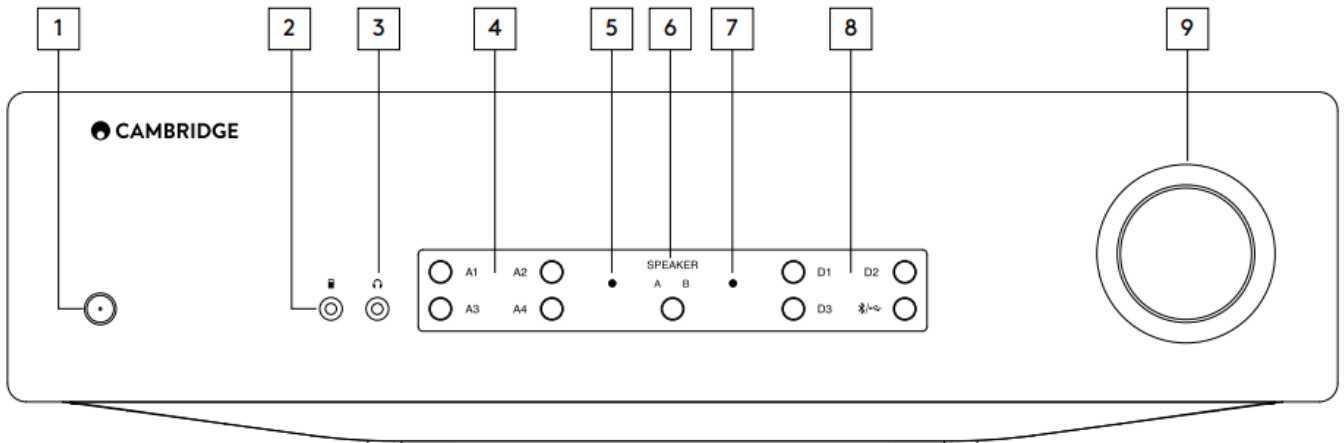 1 2 3 4 5 6 7 8 9
CAMBRIDGE
SPEAKER
A1 A2 A B D1 D2
A3 A4 D3 /